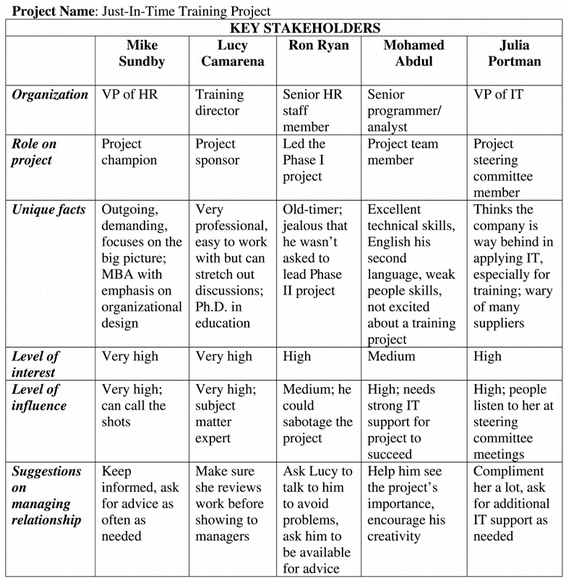 Project Name: Just-In-Time Training Project
KEY STAKEHOLDERS
Mike Sundby
Lucy Camarena
Ron Ryan
Mohamed Abdul
Julia Portman
Organization
VP of HR
Training director
Senior HR staff member
Senior programmer/ analyst
VP of IT
Role on project
Project champion
Project sponsor
Led the Phase I project
Project team member
Project steering committee member
Unique facts
Outgoing, demanding, focuses on the big picture; MBA with emphasis on organizational design
Very professional, easy to work with but can stretch out discussions; Ph.D. in education
Old-timer; jealous that he wasn't asked to lead Phase II project
Excellent technical skills, English his second language, weak people skills, not excited about a training project
Thinks the company is way behind in applying IT, especially for training; wary of many suppliers
Level of interest
Very high
Very high
High
Medium
High
Level of influence
Very high; can call the shots
Very high; subject matter expert
Medium; he could sabotage the project
High; needs strong IT support for project to succeed
High; people listen to her at steering committee meetings
Suggestions on managing relationship
Keep informed, ask for advice as often as needed
Make sure she reviews work before showing to managers
Ask Lucy to talk to him to avoid problems, ask him to be available for advice
Help him see the project's importance, encourage his creativity
Compliment her a lot, ask for additional IT support as needed